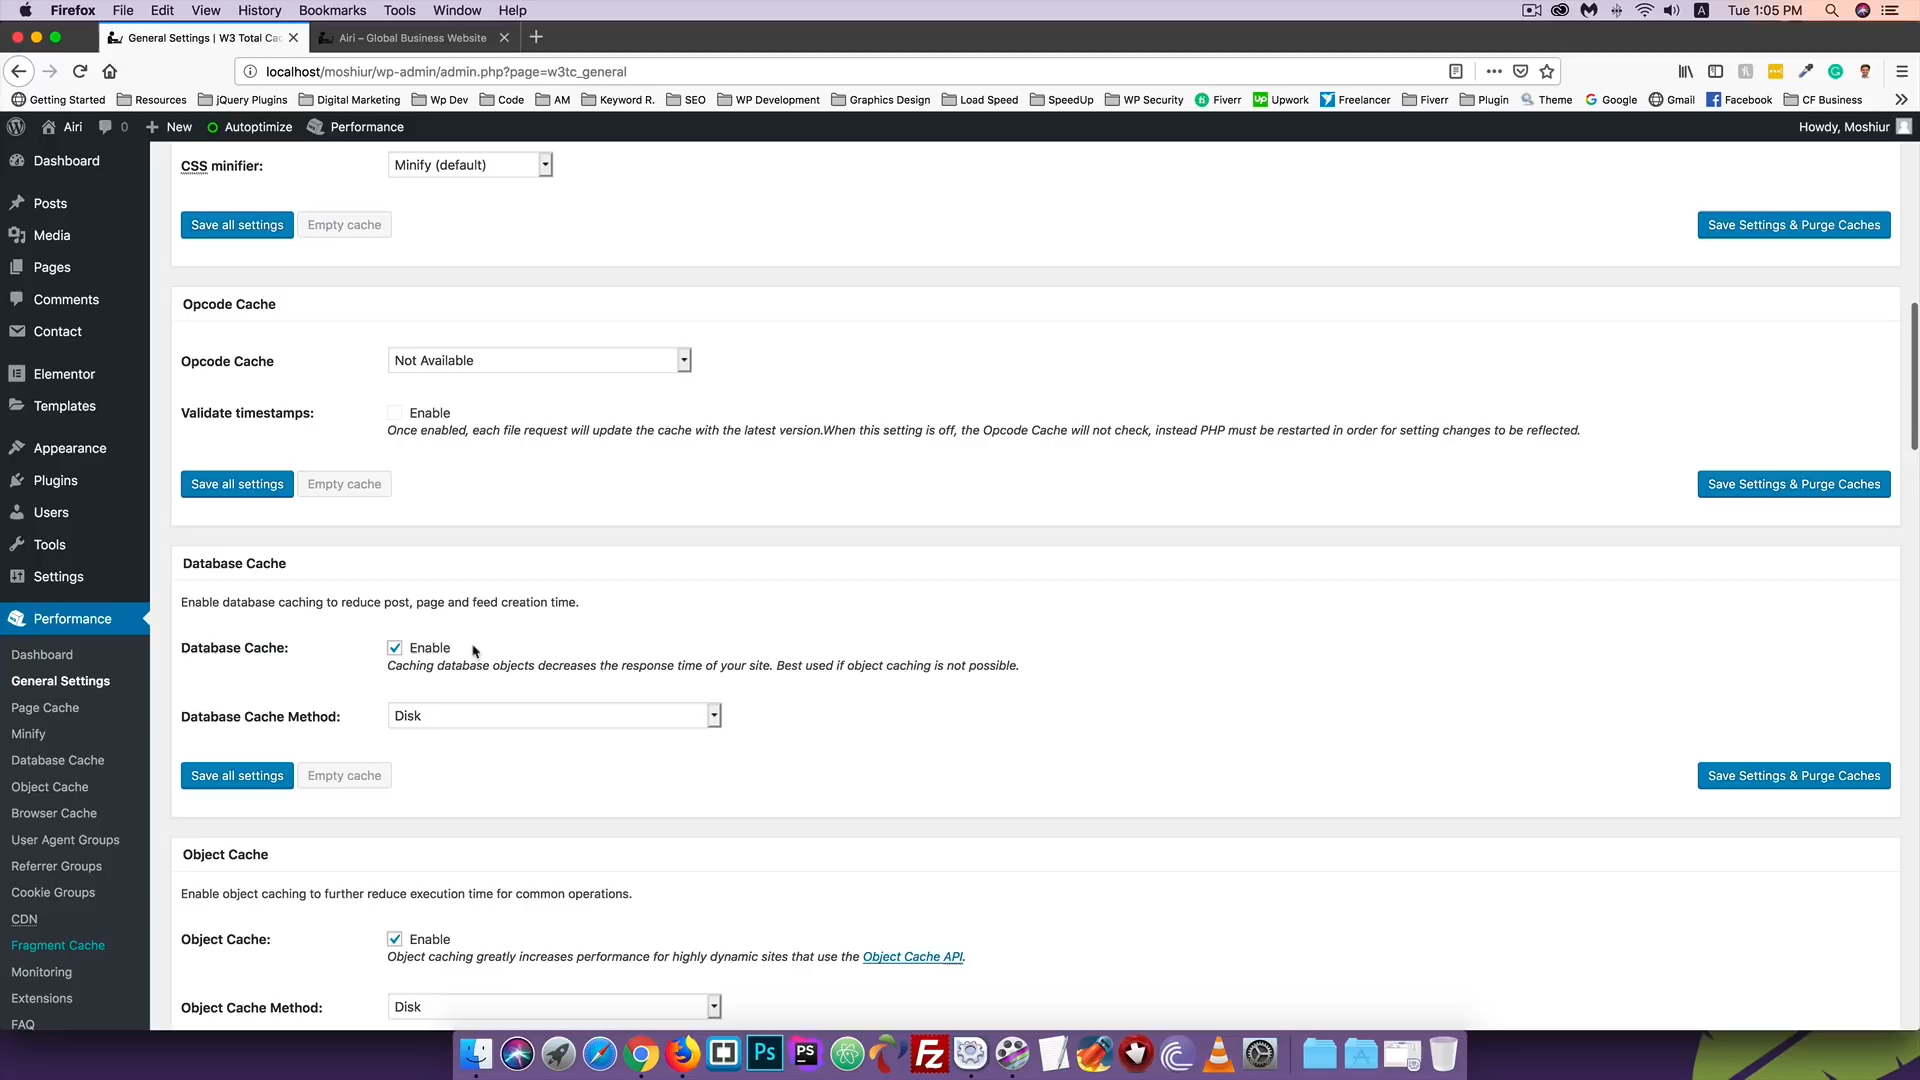 Firefox File Edit View History Bookmarks Tools Window Help
A Tue 1:05 PM
General Settings | W3 Total Cac
Airi – Global Business Website
localhost/moshiur/wp-admin/admin.php?page=w3tc_general
Getting Started Resources jQuery Plugins Digital Marketing Wp Dev Code AM Keyword R. SEO WP Development Graphics Design Load Speed SpeedUp WP Security Fiverr Up Upwork Freelancer Fiverr Plugin Theme Google Gmail Facebook CF Business
Airi 0 New Autoptimize Performance
Howdy, Moshiur
Dashboard
Posts
Media
Pages
Comments
Contact
Elementor
Templates
Appearance
Plugins
Users
Tools
Settings
Performance
Dashboard
General Settings
Page Cache
Minify
Database Cache
Object Cache
Browser Cache
User Agent Groups
Referrer Groups
Cookie Groups
CDN
Fragment Cache
Monitoring
Extensions
FAQ
CSS minifier: Minify (default)
Save all settings Empty cache Save Settings & Purge Caches
Opcode Cache
Opcode Cache Not Available
Validate timestamps: Enable
Once enabled, each file request will update the cache with the latest version.When this setting is off, the Opcode Cache will not check, instead PHP must be restarted in order for setting changes to be reflected.
Save all settings Empty cache Save Settings & Purge Caches
Database Cache
Enable database caching to reduce post, page and feed creation time.
Database Cache: Enable
Caching database objects decreases the response time of your site. Best used if object caching is not possible.
Database Cache Method: Disk
Save all settings Empty cache Save Settings & Purge Caches
Object Cache
Enable object caching to further reduce execution time for common operations.
Object Cache: Enable
Object caching greatly increases performance for highly dynamic sites that use the Object Cache API.
Object Cache Method: Disk
Ps PS FZ